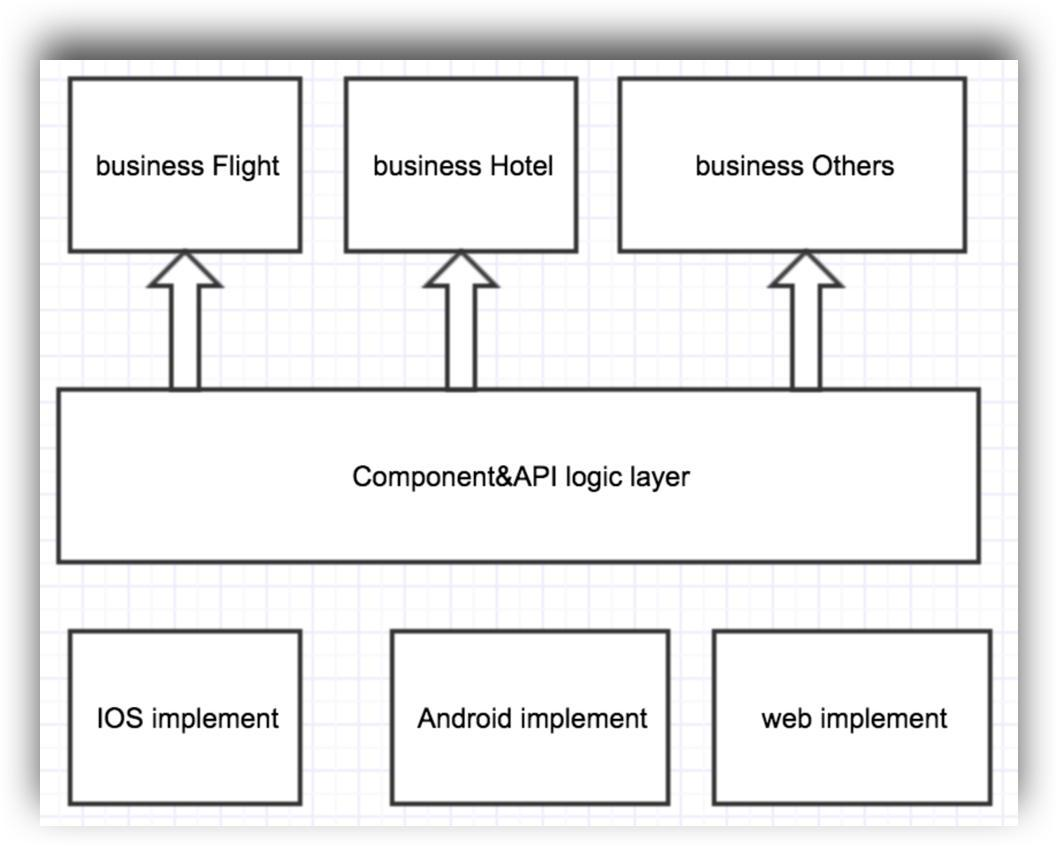 business Flight
business Hotel
business Others
Component&API logic layer
IOS implement
Android implement
web implement